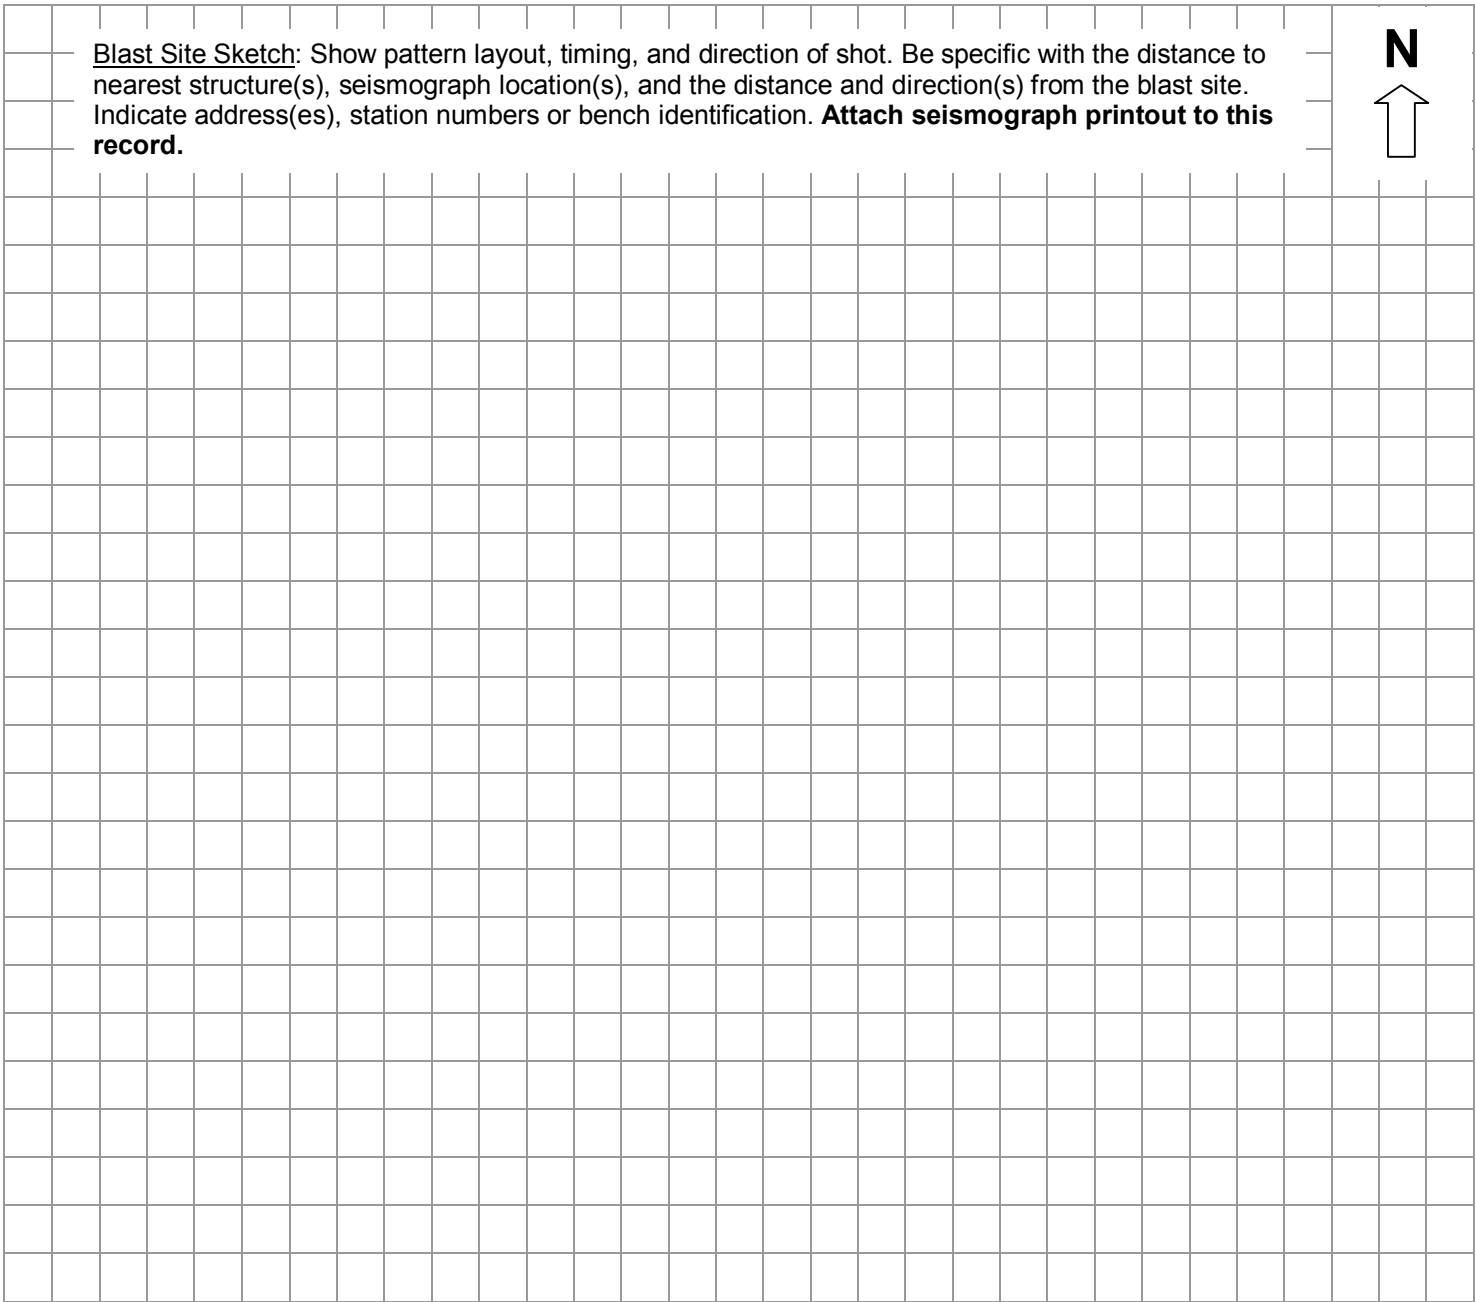 Blast Site Sketch: Show pattern layout, timing, and direction of shot. Be specific with the distance to
nearest structure(s), seismograph location(s), and the distance and direction(s) from the blast site.
Indicate address(es), station numbers or bench identification. Attach seismograph printout to this
record.
N